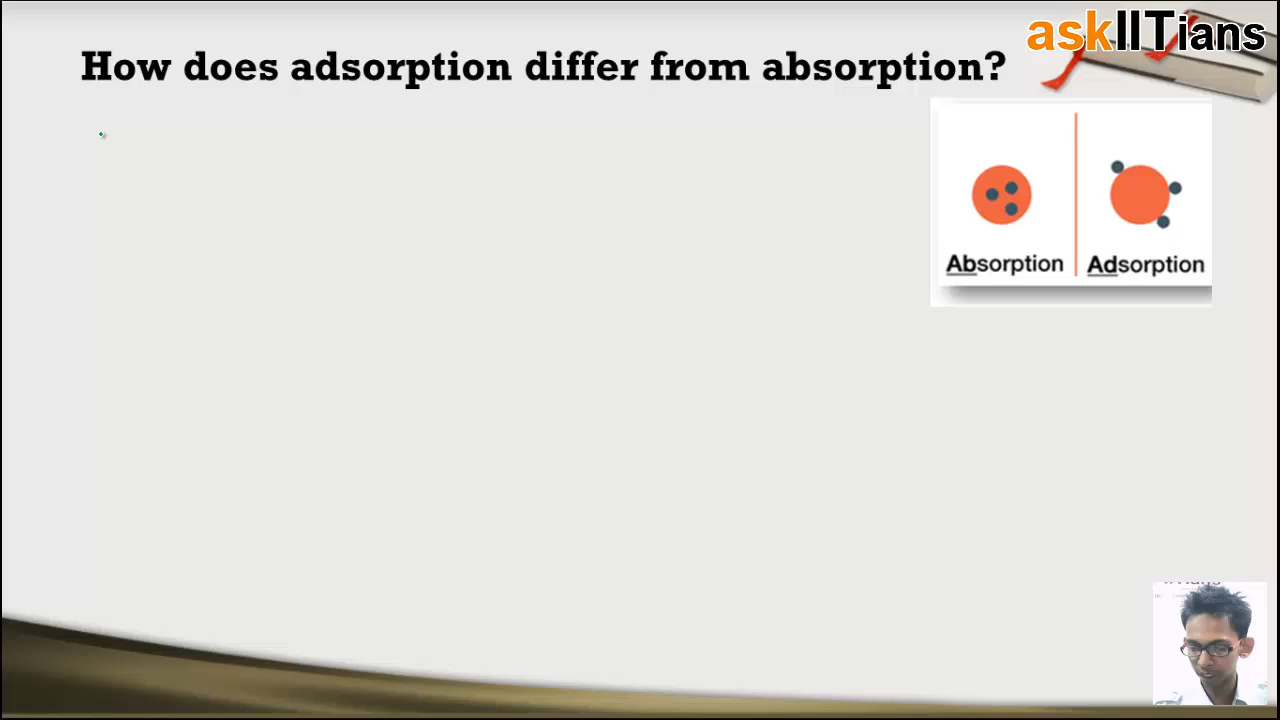 askIITians
How does adsorption differ from absorption?
Absorption
Adsorption